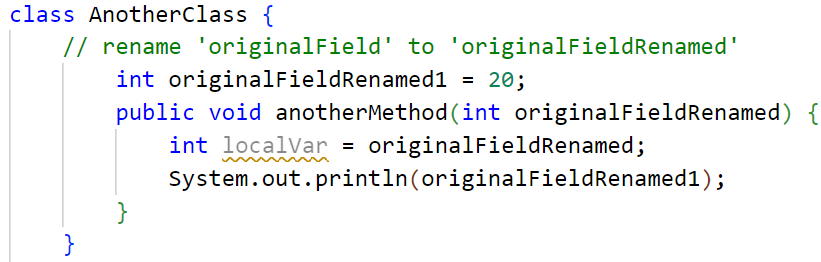 class AnotherClass {
// rename 'originalField' to 'originalFieldRenamed'
int originalFieldRenamed1 = 20;
public void anotherMethod(int originalFieldRenamed) {
int localVar = originalFieldRenamed;
System.out.println(originalFieldRenamed1);
}
}